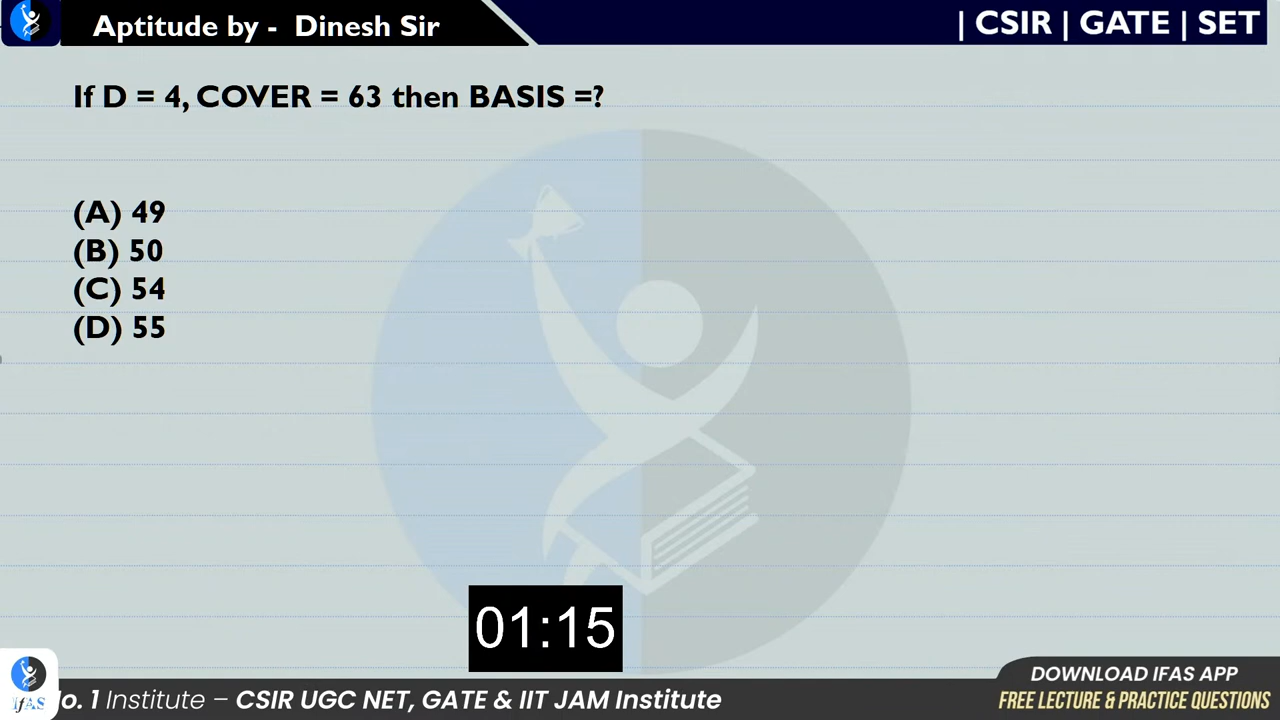 Aptitude by - Dinesh Sir
| CSIR | GATE | SET
If D = 4, COVER = 63 then BASIS =?
(A) 49
(B) 50
(C) 54
(D) 55
01:15
IFAS
No. 1 Institute – CSIR UGC NET, GATE & IIT JAM Institute
DOWNLOAD IFAS APP
FREE LECTURE & PRACTICE QUESTIONS